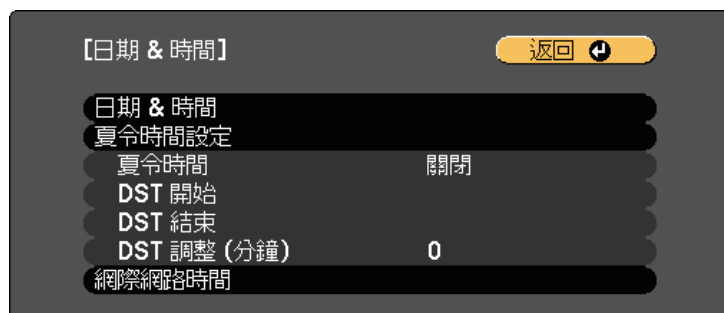 [日期 & 時間] 返回
日期 & 時間
夏令時間設定
夏令時間 關閉
DST 開始
DST 結束
DST 調整 (分鐘) 0
網際網路時間